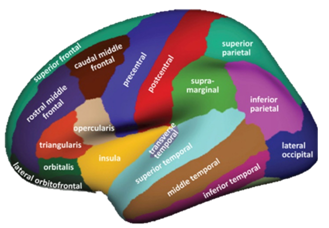 superior frontal
caudal middle
frontal
precentral
postcentral
superior
parietal
rostral middle
frontal
supra-
marginal
inferior
parietal
opercularis
triangularis
transverse
temporal
insula
orbitalis
lateral orbitofrontal
superior temporal
middle temporal
inferior temporal
lateral
occipital